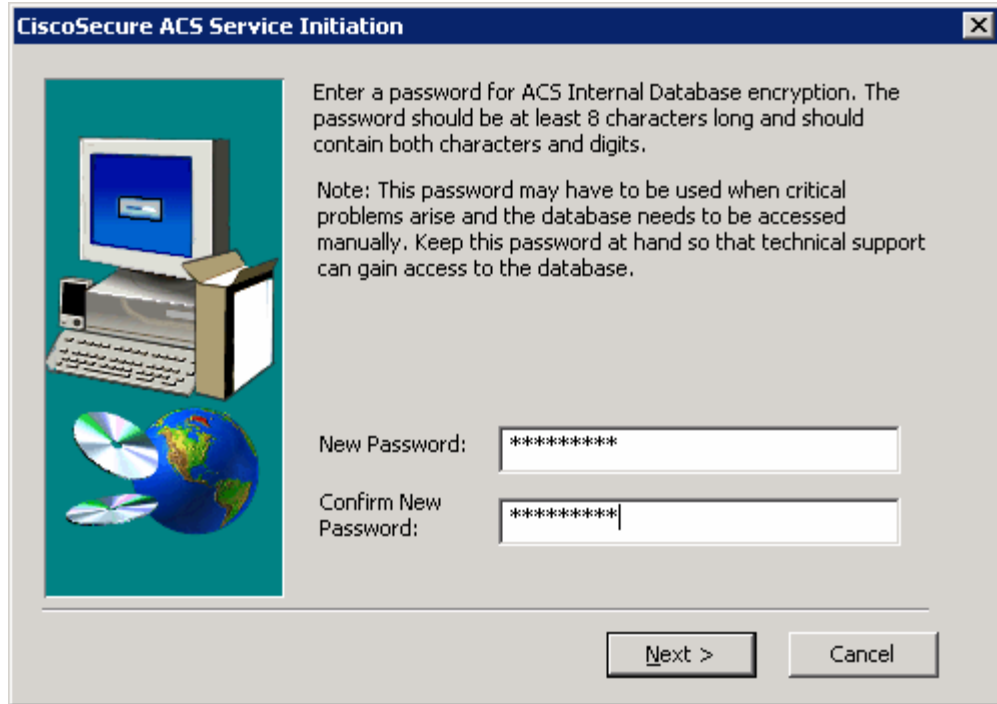 CiscoSecure ACS Service Initiation
Enter a password for ACS Internal Database encryption. The
password should be at least 8 characters long and should
contain both characters and digits.
Note: This password may have to be used when critical
problems arise and the database needs to be accessed
manually. Keep this password at hand so that technical support
can gain access to the database.
New Password: *********
Confirm New
Password: *********
Next >
Cancel